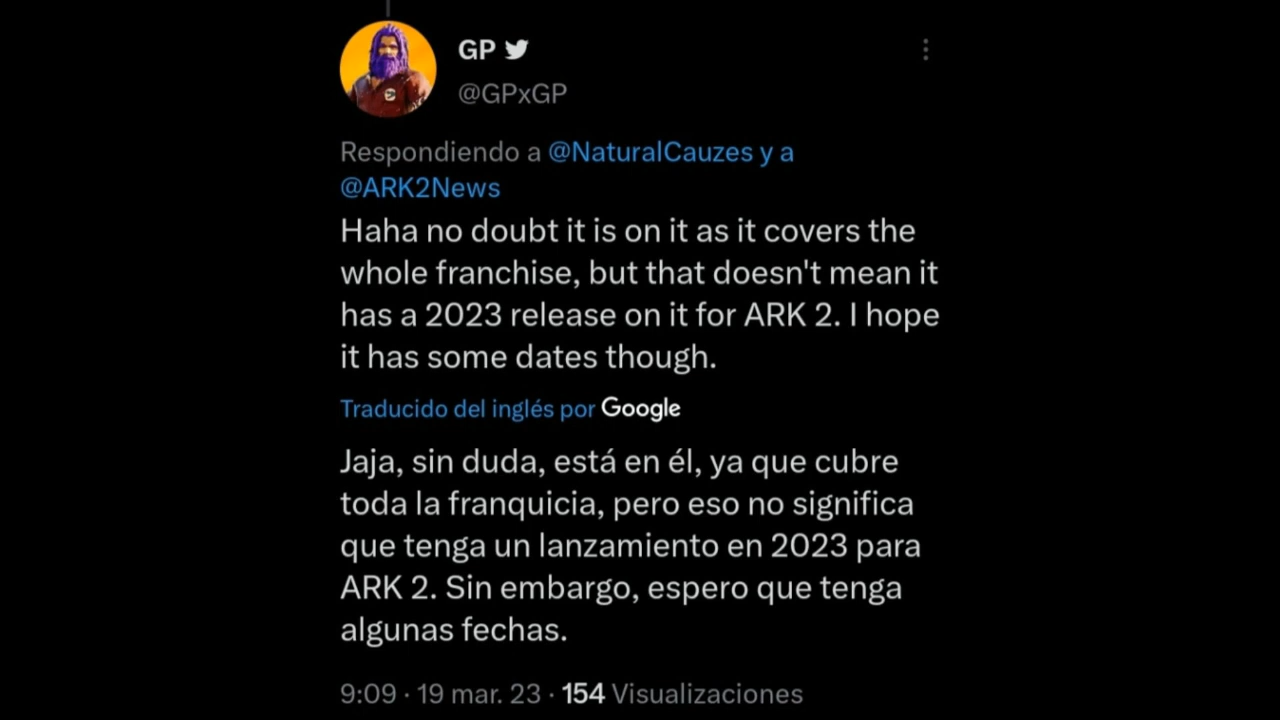 GP
@GPxGP
Respondiendo a @NaturalCauzes y a
@ARK2News
Haha no doubt it is on it as it covers the
whole franchise, but that doesn't mean it
has a 2023 release on it for ARK 2. I hope
it has some dates though.
Traducido del inglés por Google
Jaja, sin duda, está en él, ya que cubre
toda la franquicia, pero eso no significa
que tenga un lanzamiento en 2023 para
ARK 2. Sin embargo, espero que tenga
algunas fechas.
9:09 · 19 mar. 23 · 154 Visualizaciones